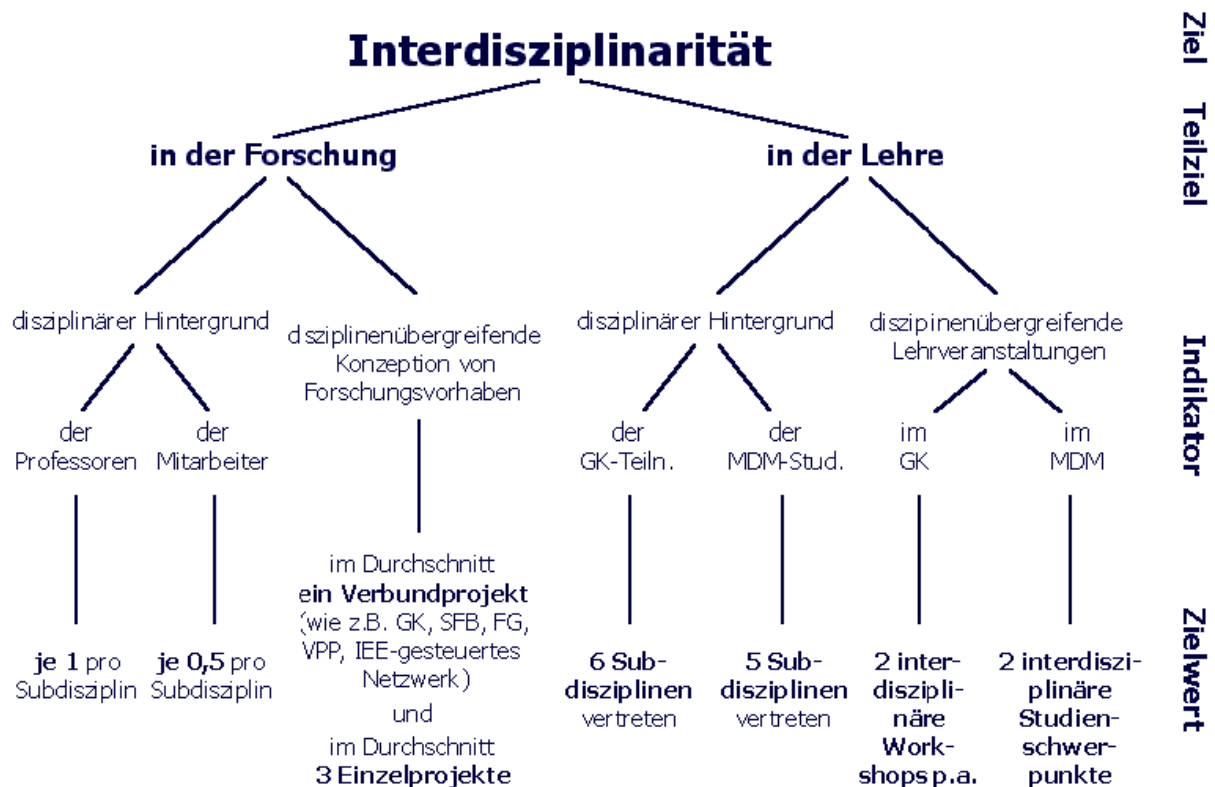 Interdisziplinarität
Ziel
in der Forschung
in der Lehre
Teilziel
disziplinärer Hintergrund
disziplinenübergreifende
Konzeption von
Forschungsvorhaben
disziplinärer Hintergrund
diszipinenübergreifende
Lehrveranstaltungen
Indikator
der
Professoren
der
Mitarbeiter
der
GK-Teiln.
der
MDM-Stud.
im
GK
im
MDM
je 1 pro
Subdisziplin
je 0,5 pro
Subdisziplin
im Durchschnitt
ein Verbundprojekt
(wie z.B. GK, SFB, FG,
VPP, IEE-gesteuertes
Netzwerk)
und
im Durchschnitt
3 Einzelprojekte
6 Sub-
disziplinen
vertreten
5 Sub-
disziplinen
vertreten
2 inter-
diszipli-
näre
Work-
shops p.a.
2 interdiszi-
plinäre
Studien-
schwer-
punkte
Zielwert